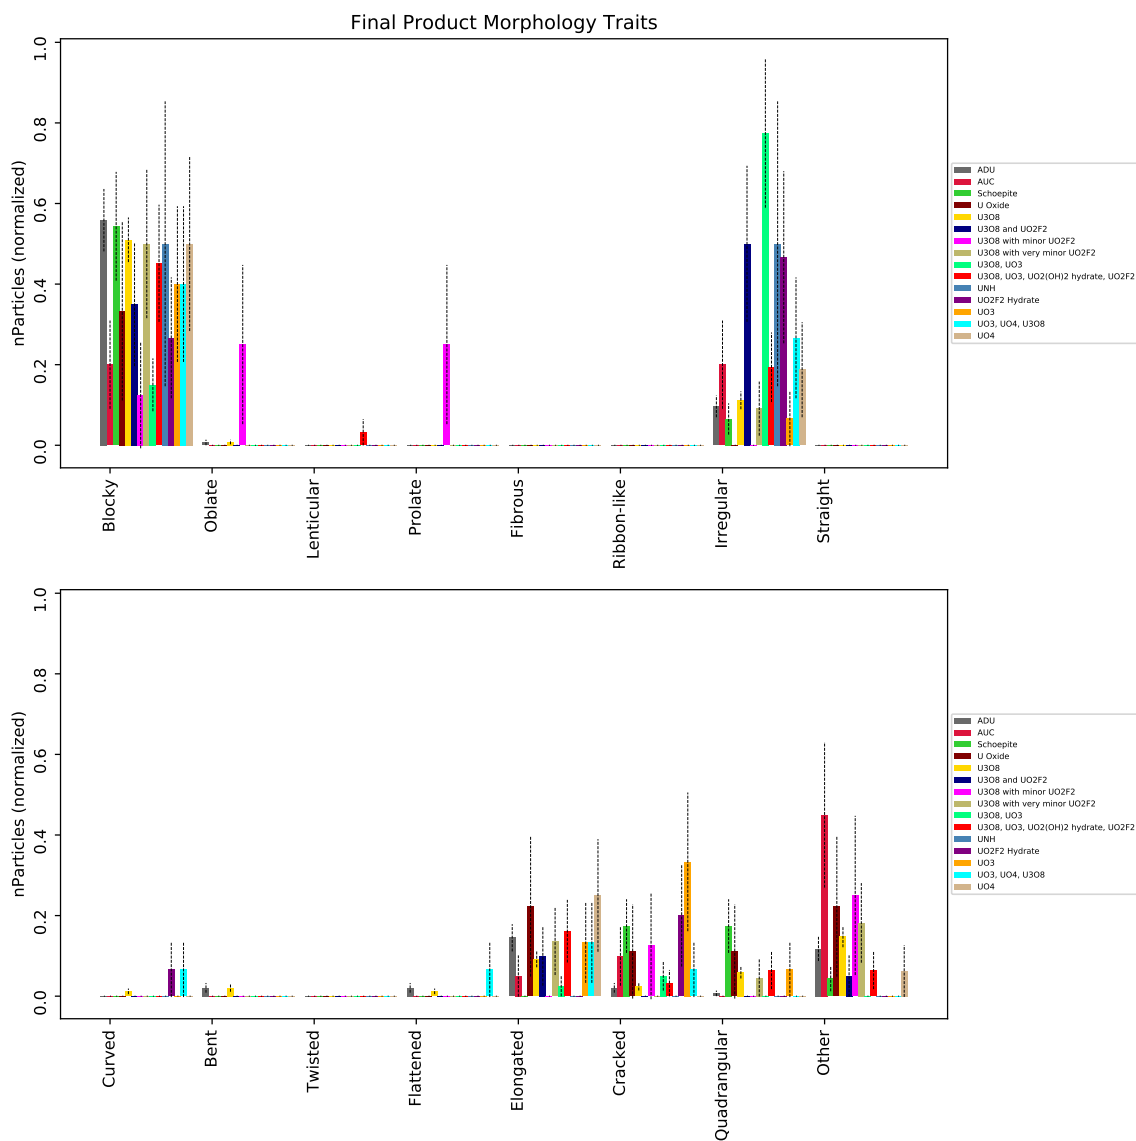 Final Product Morphology Traits
nParticles (normalized)
1.0
0.8
0.6
0.4
0.2
0.0
Blocky
Oblate
Lenticular
Prolate
Fibrous
Ribbon-like
Irregular
Straight
ADU
AUC
Schoepite
U Oxide
U3O8
U3O8 and UO2F2
U3O8 with minor UO2F2
U3O8 with very minor UO2F2
U3O8, UO3
U3O8, UO3, UO2(OH)2 hydrate, UO2F2
UNH
UO2F2 Hydrate
UO3
UO3, UO4, U3O8
UO4
nParticles (normalized)
1.0
0.8
0.6
0.4
0.2
0.0
Curved
Bent
Twisted
Flattened
Elongated
Cracked
Quadrangular
Other
ADU
AUC
Schoepite
U Oxide
U3O8
U3O8 and UO2F2
U3O8 with minor UO2F2
U3O8 with very minor UO2F2
U3O8, UO3
U3O8, UO3, UO2(OH)2 hydrate, UO2F2
UNH
UO2F2 Hydrate
UO3
UO3, UO4, U3O8
UO4